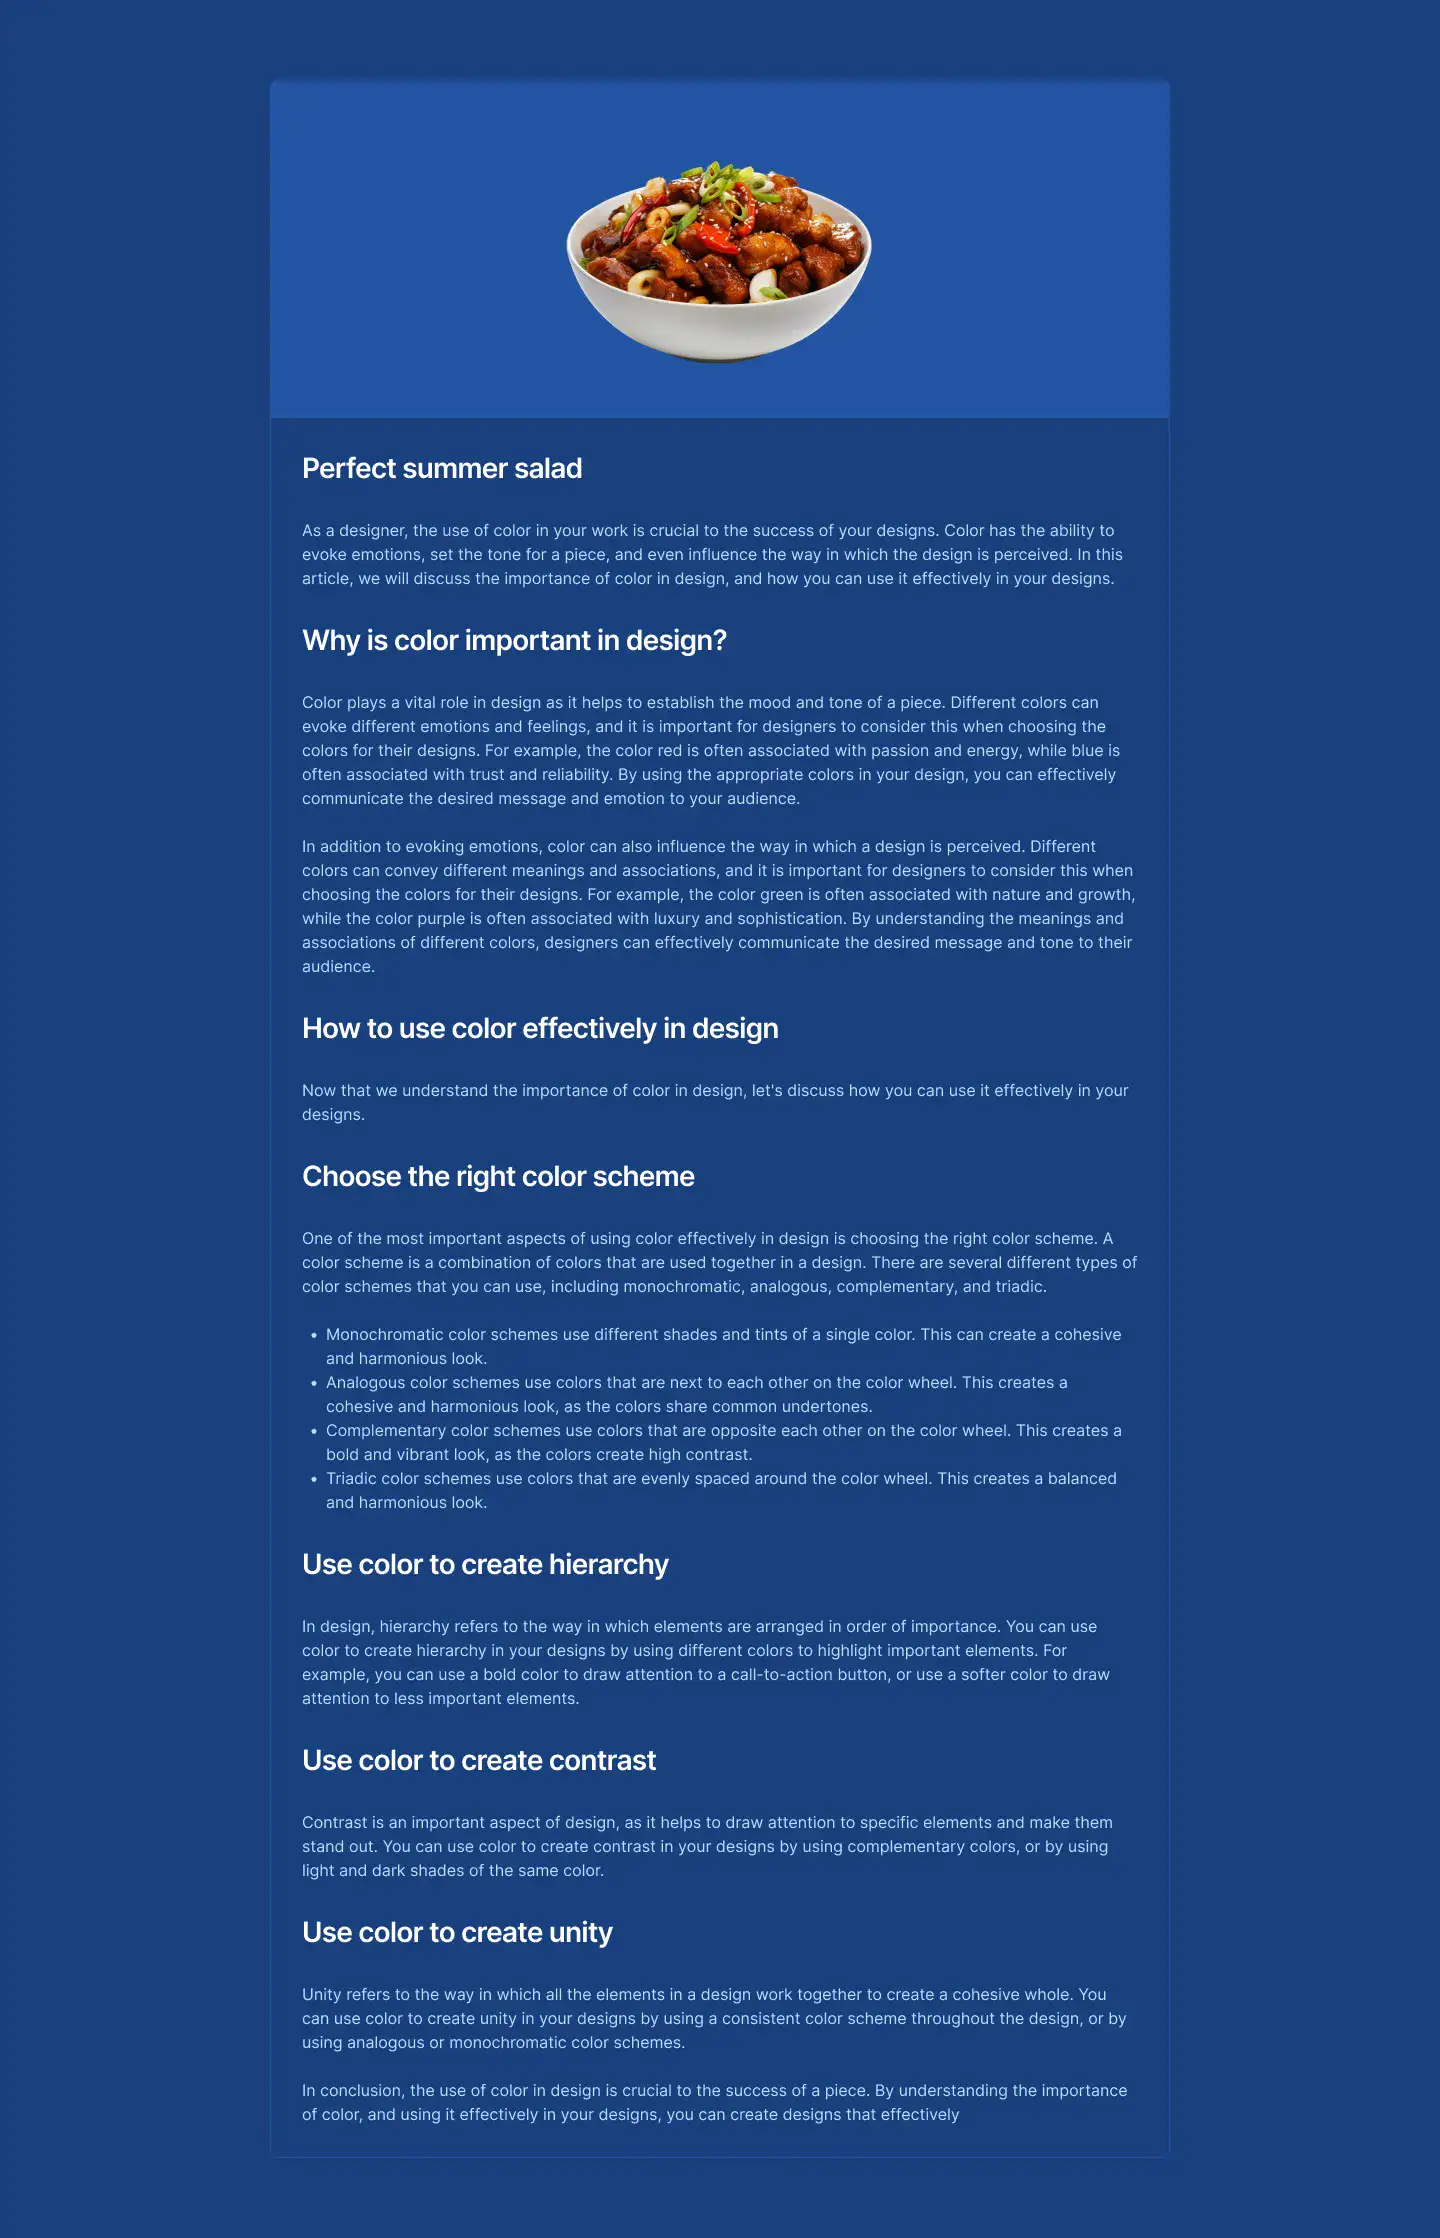 Perfect summer salad
As a designer, the use of color in your work is crucial to the success of your designs. Color has the ability to
evoke emotions, set the tone for a piece, and even influence the way in which the design is perceived. In this
article, we will discuss the importance of color in design, and how you can use it effectively in your designs.
Why is color important in design?
Color plays a vital role in design as it helps to establish the mood and tone of a piece. Different colors can
evoke different emotions and feelings, and it is important for designers to consider this when choosing the
colors for their designs. For example, the color red is often associated with passion and energy, while blue is
often associated with trust and reliability. By using the appropriate colors in your design, you can effectively
communicate the desired message and emotion to your audience.
In addition to evoking emotions, color can also influence the way in which a design is perceived. Different
colors can convey different meanings and associations, and it is important for designers to consider this when
choosing the colors for their designs. For example, the color green is often associated with nature and growth,
while the color purple is often associated with luxury and sophistication. By understanding the meanings and
associations of different colors, designers can effectively communicate the desired message and tone to their
audience.
How to use color effectively in design
Now that we understand the importance of color in design, let's discuss how you can use it effectively in your
designs.
Choose the right color scheme
One of the most important aspects of using color effectively in design is choosing the right color scheme. A
color scheme is a combination of colors that are used together in a design. There are several different types of
color schemes that you can use, including monochromatic, analogous, complementary, and triadic.
• Monochromatic color schemes use different shades and tints of a single color. This can create a cohesive
and harmonious look.
• Analogous color schemes use colors that are next to each other on the color wheel. This creates a
cohesive and harmonious look, as the colors share common undertones.
• Complementary color schemes use colors that are opposite each other on the color wheel. This creates a
bold and vibrant look, as the colors create high contrast.
• Triadic color schemes use colors that are evenly spaced around the color wheel. This creates a balanced
and harmonious look.
Use color to create hierarchy
In design, hierarchy refers to the way in which elements are arranged in order of importance. You can use
color to create hierarchy in your designs by using different colors to highlight important elements. For
example, you can use a bold color to draw attention to a call-to-action button, or use a softer color to draw
attention to less important elements.
Use color to create contrast
Contrast is an important aspect of design, as it helps to draw attention to specific elements and make them
stand out. You can use color to create contrast in your designs by using complementary colors, or by using
light and dark shades of the same color.
Use color to create unity
Unity refers to the way in which all the elements in a design work together to create a cohesive whole. You
can use color to create unity in your designs by using a consistent color scheme throughout the design, or by
using analogous or monochromatic color schemes.
In conclusion, the use of color in design is crucial to the success of a piece. By understanding the importance
of color, and using it effectively in your designs, you can create designs that effectively